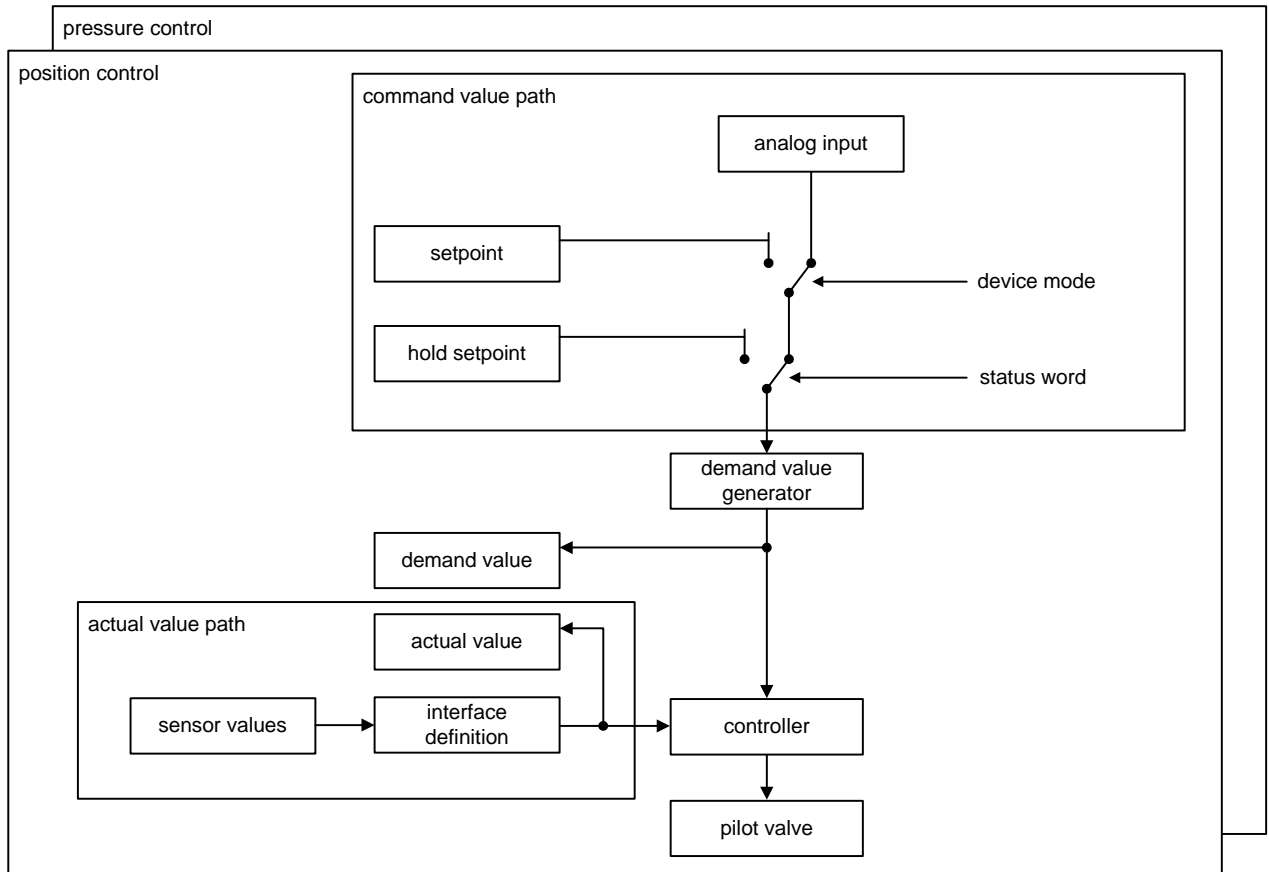 pressure control
position control
command value path
analog input
setpoint
device mode
hold setpoint
status word
demand value
generator
demand value
actual value path
actual value
sensor values
interface
definition
controller
pilot valve